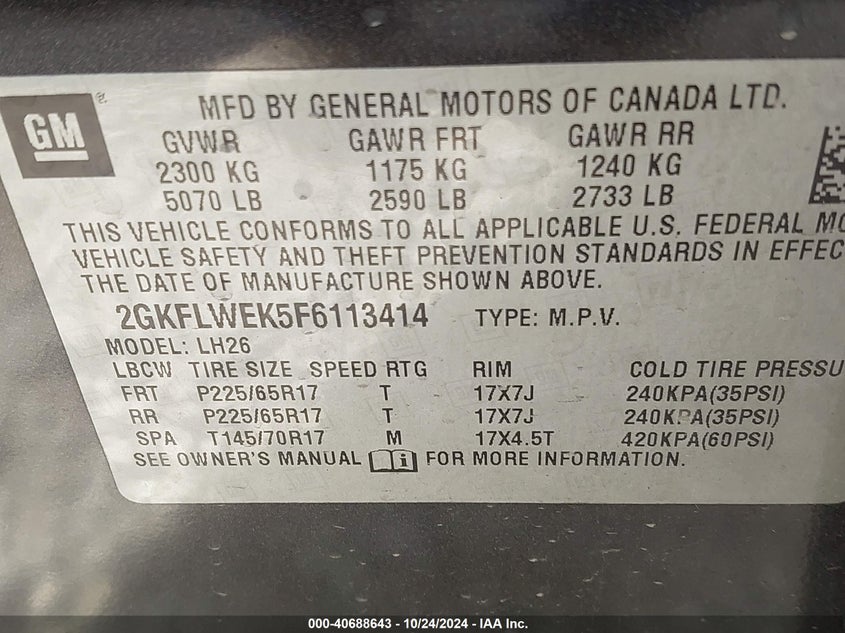 GM
MFD BY GENERAL MOTORS OF CANADA LTD.
GVWR GAWR FRT GAWR RR
2300 KG 1175 KG 1240 KG
5070 LB 2590 LB 2733 LB
THIS VEHICLE CONFORMS TO ALL APPLICABLE U.S. FEDERAL MO
VEHICLE SAFETY AND THEFT PREVENTION STANDARDS IN EFFEC
THE DATE OF MANUFACTURE SHOWN ABOVE.
2GKFLWEK5F6113414 TYPE: M.P.V.
MODEL: LH26
LBCW TIRE SIZE SPEED RTG RIM COLD TIRE PRESSU
FRT P225/65R17 T 17X7J 240KPA(35PSI)
RR P225/65R17 T 17X7J 240KPA(35PSI)
SPA T145/70R17 M 17X4.5T 420KPA(60PSI)
SEE OWNER'S MANUAL FOR MORE INFORMATION.
000-40688643 / 10/24/2024 - IAA Inc.